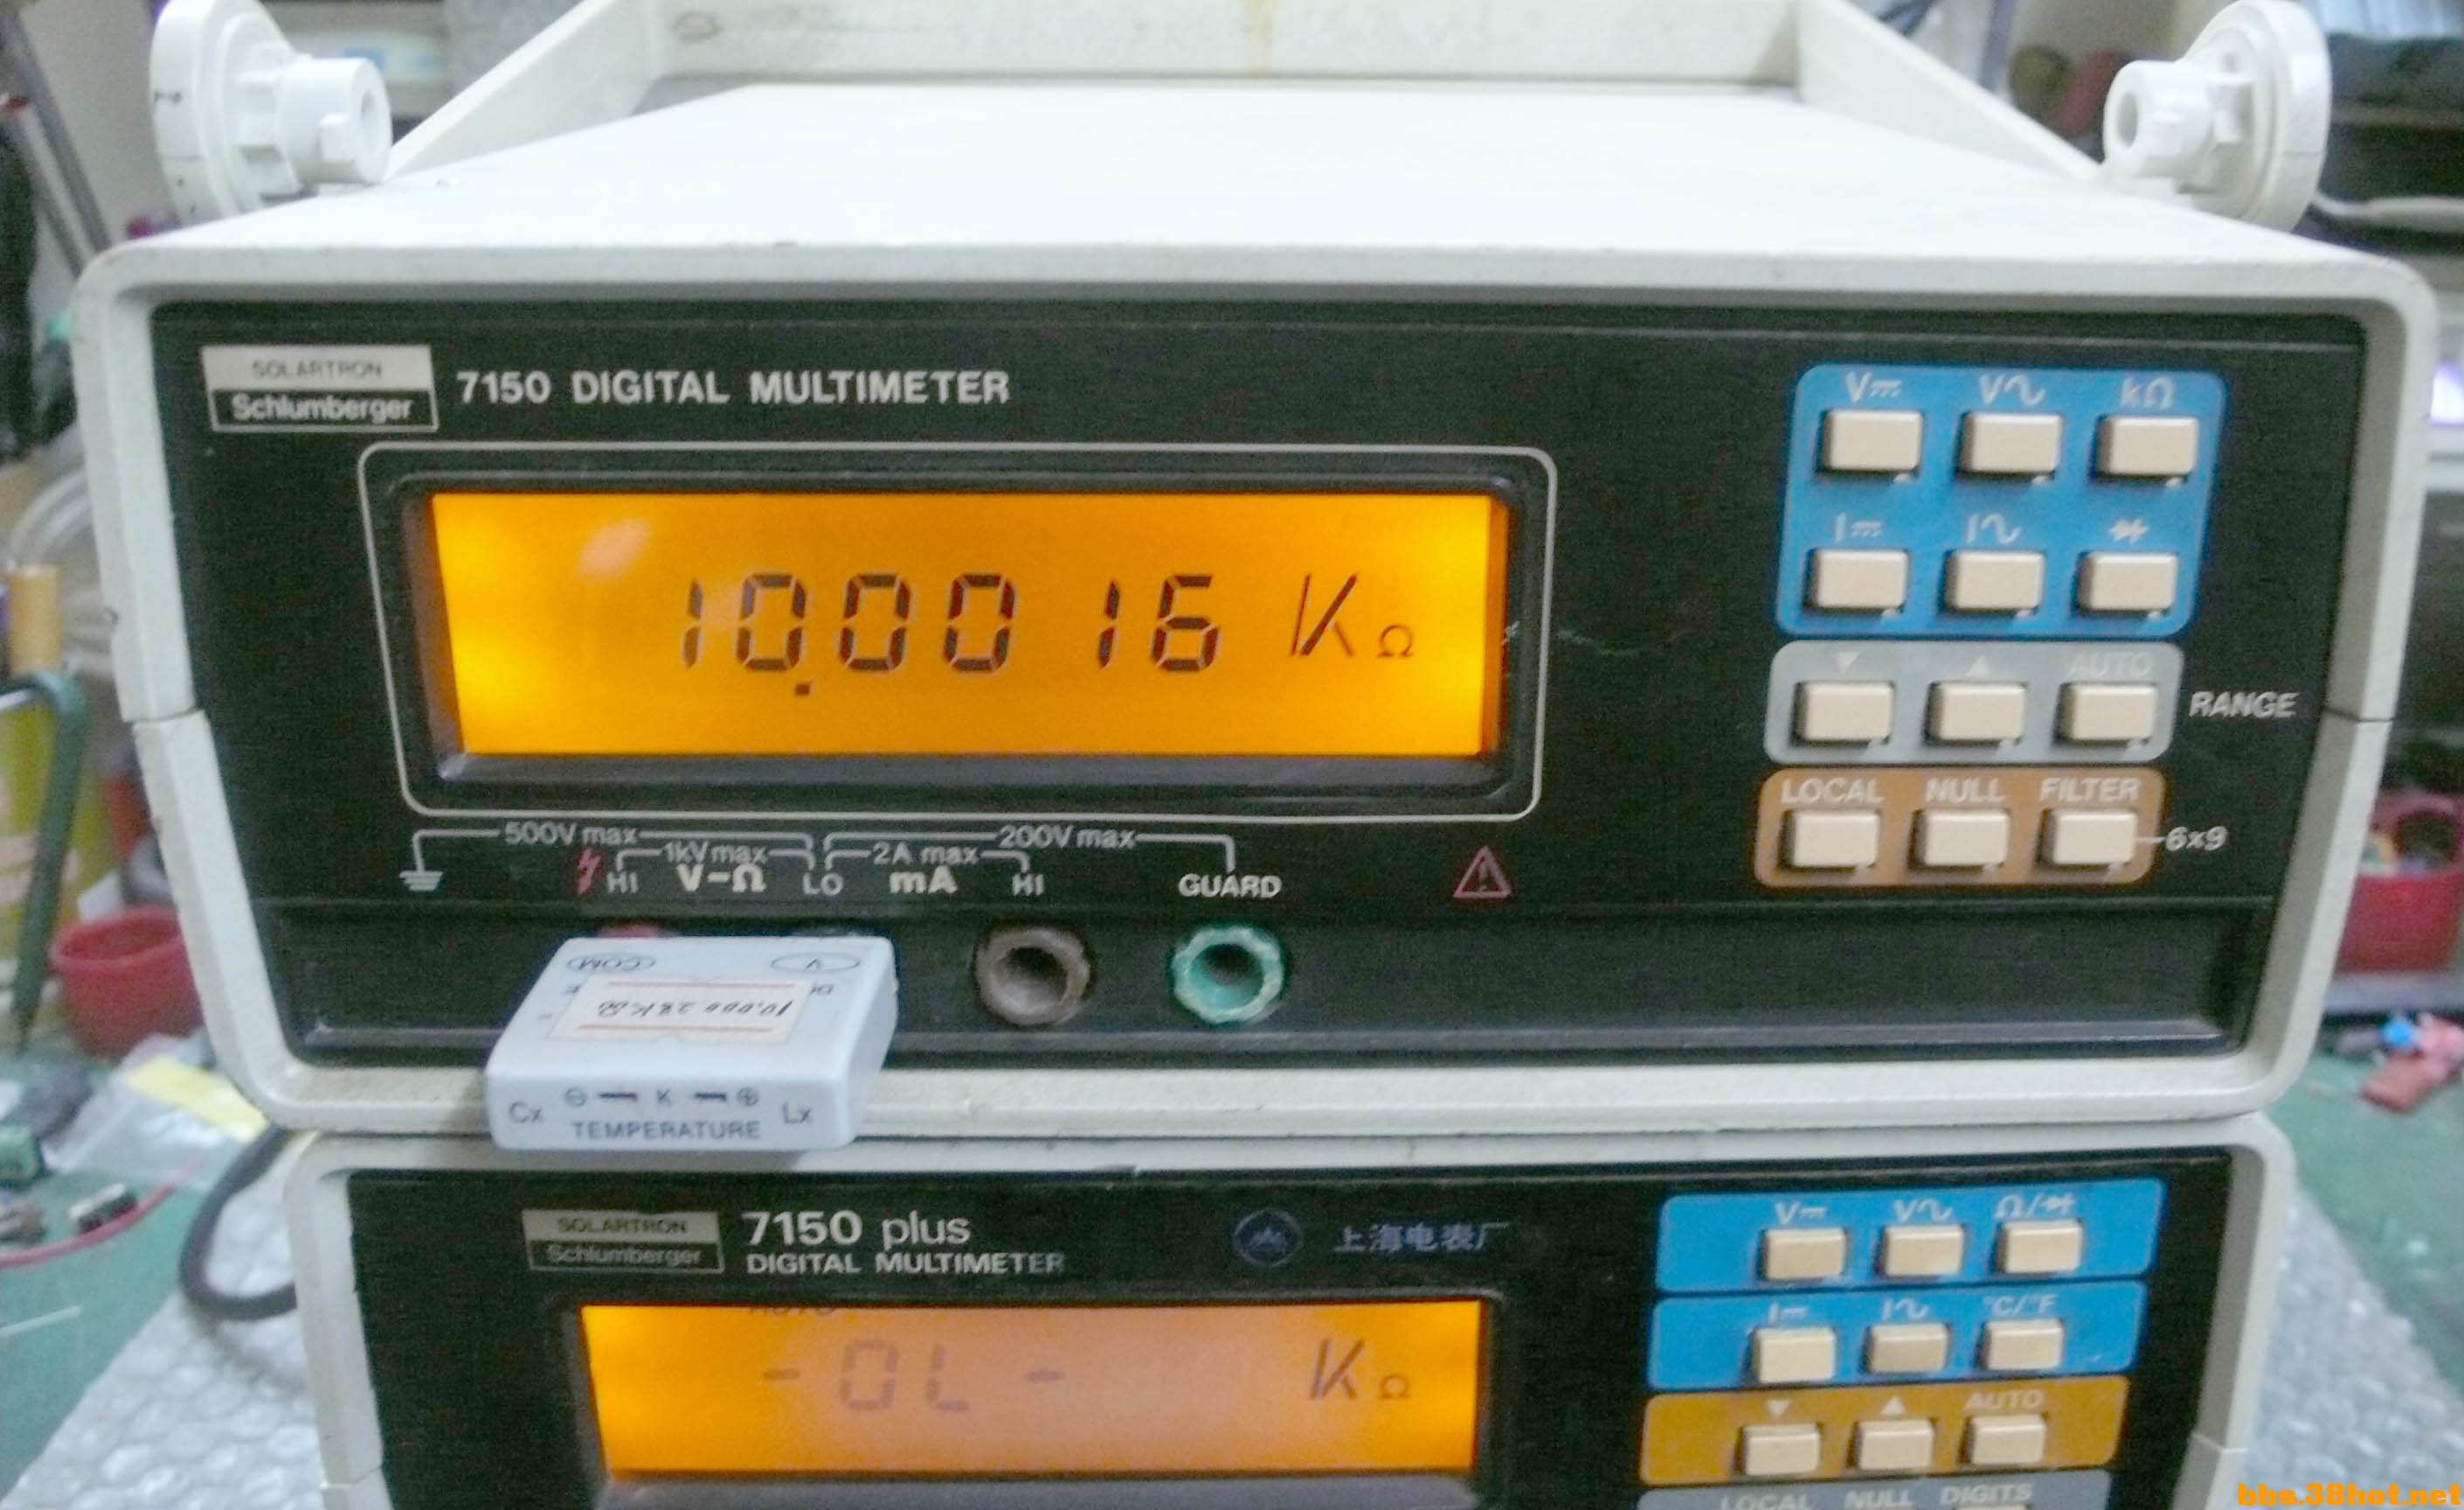 SOLARTRON
Schlumberger
7150 DIGITAL MULTIMETER
V kΩ
V
I
I
10.0016 KΩ
AUTO
RANGE
LOCAL NULL FILTER
6x9
500V max 200V max
1kV max 2A max
HI V-Ω LO mA HI GUARD
V COM
10.00028KΩ
K
Cx TEMPERATURE Lx
SOLARTRON
Schlumberger
7150 plus
DIGITAL MULTIMETER
上海电表厂
V V Ω/
I I °C/°F
AUTO
-OL- KΩ
AUTO
LOCAL NULL DIGITS
bbs.38hot.net